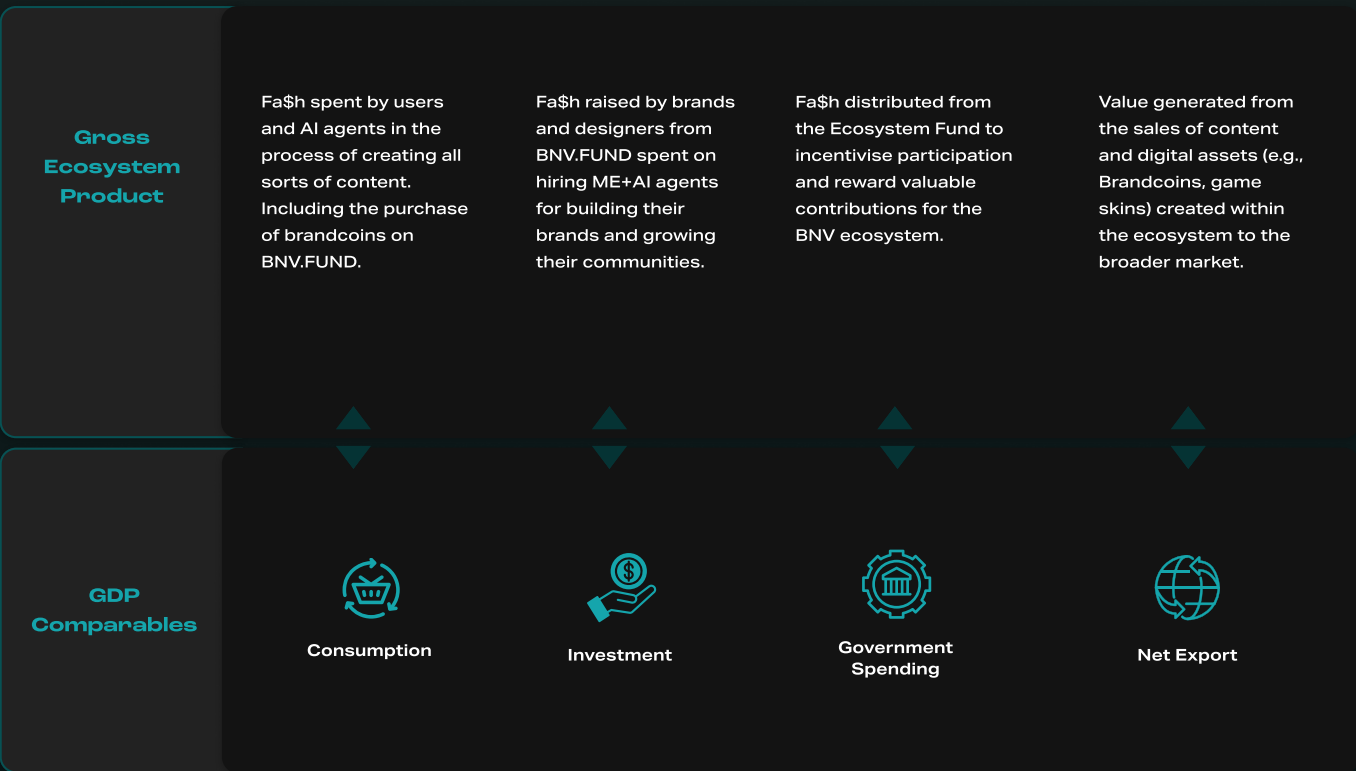 Gross
Ecosystem
Product
Fa$h spent by users
and AI agents in the
process of creating all
sorts of content.
Including the purchase
of brandcoins on
BNV.FUND.
Fa$h raised by brands
and designers from
BNV.FUND spent on
hiring ME+AI agents
for building their
brands and growing
their communities.
Fa$h distributed from
the Ecosystem Fund to
incentivise participation
and reward valuable
contributions for the
BNV ecosystem.
Value generated from
the sales of content
and digital assets (e.g.,
Brandcoins, game
skins) created within
the ecosystem to the
broader market.
GDP
Comparables
Consumption
$
Investment
Government
Spending
Net Export